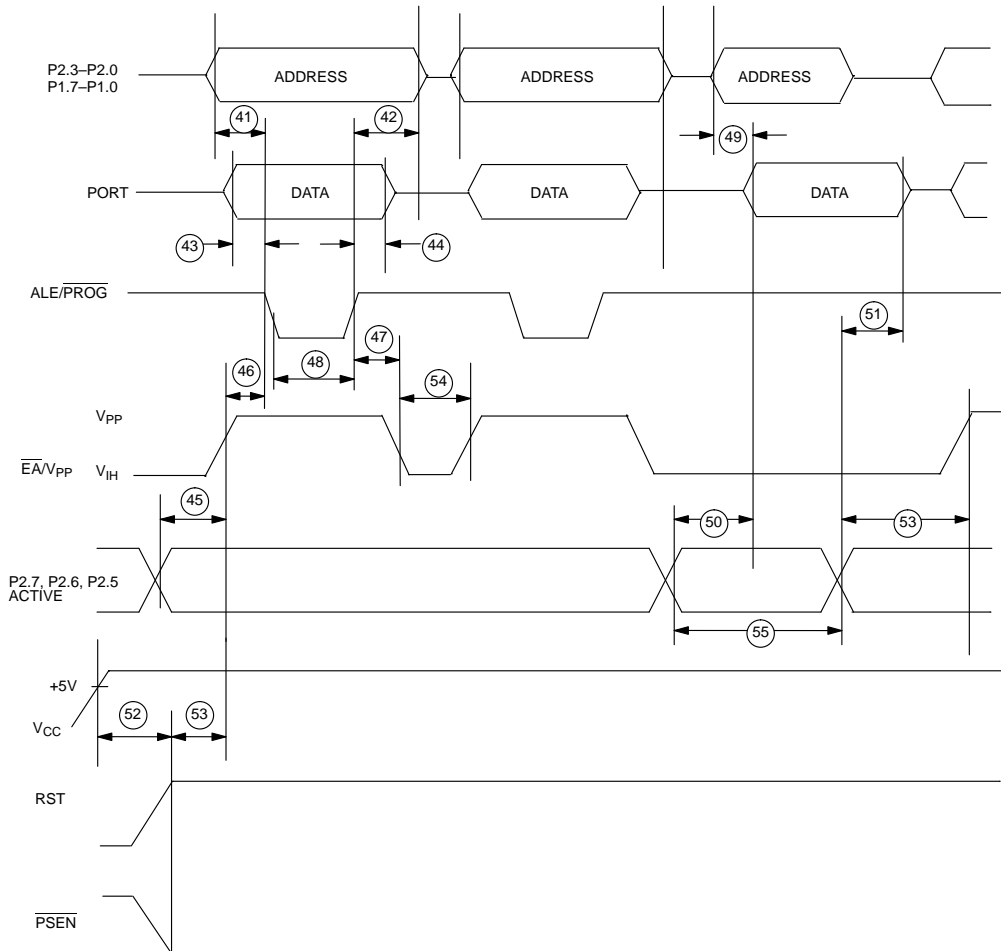 P2.3–P2.0
P1.7–P1.0
ADDRESS
ADDRESS
ADDRESS
41
42
49
PORT
DATA
DATA
DATA
43
44
ALE/PROG
51
47
46
48
54
VPP
EA/VPP
VIH
45
50
53
P2.7, P2.6, P2.5
ACTIVE
55
+5V
52
53
VCC
RST
PSEN